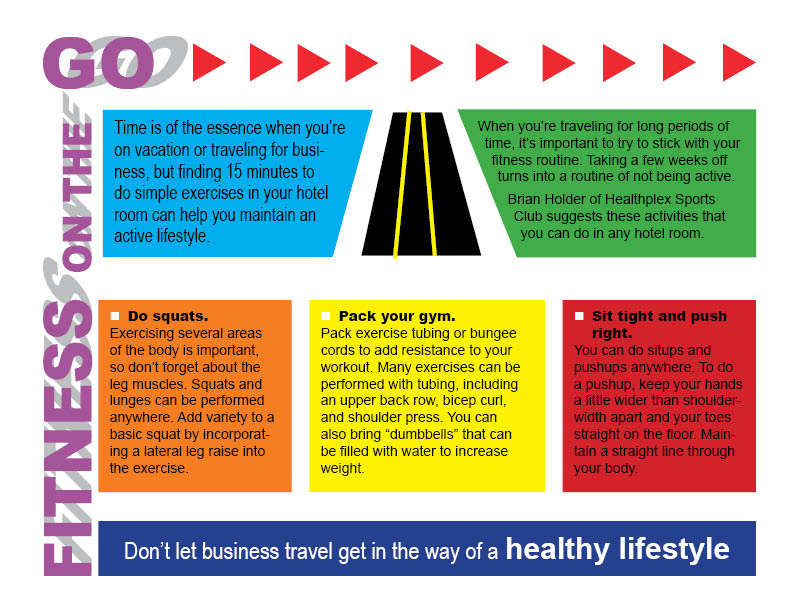 FITNESS ON THE
GO
Time is of the essence when you're
on vacation or traveling for busi-
ness, but finding 15 minutes to
do simple exercises in your hotel
room can help you maintain an
active lifestyle.
When you're traveling for long periods of
time, it's important to try to stick with your
fitness routine. Taking a few weeks off
turns into a routine of not being active.
Brian Holder of Healthplex Sports
Club suggests these activities that
you can do in any hotel room.
Do squats.
Exercising several areas
of the body is important,
so don't forget about the
leg muscles. Squats and
lunges can be performed
anywhere. Add variety to a
basic squat by incorporat-
ing a lateral leg raise into
the exercise.
Pack your gym.
Pack exercise tubing or bungee
cords to add resistance to your
workout. Many exercises can be
performed with tubing, including
an upper back row, bicep curl,
and shoulder press. You can
also bring “dumbbells” that can
be filled with water to increase
weight.
Sit tight and push
right.
You can do situps and
pushups anywhere. To do
a pushup, keep your hands
a little wider than shoulder-
width apart and your toes
straight on the floor. Main-
tain a straight line through
your body.
Don't let business travel get in the way of a healthy lifestyle